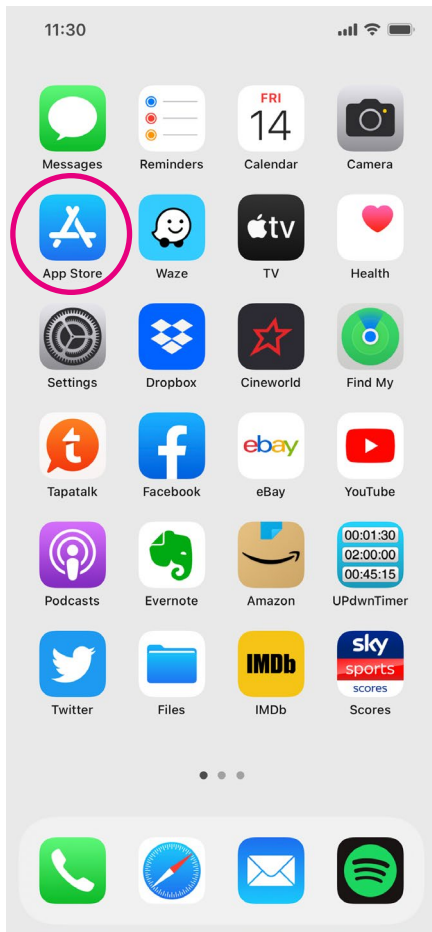 11:30
FRI
14
Messages Reminders Calendar Camera
tv
App Store Waze TV Health
Settings Dropbox Cineworld Find My
t f ebay
Tapatalk Facebook eBay YouTube
00:01:30
02:00:00
00:45:15
Podcasts Evernote Amazon UPdwnTimer
IMDb
sky
sports
scores
Twitter Files IMDb Scores